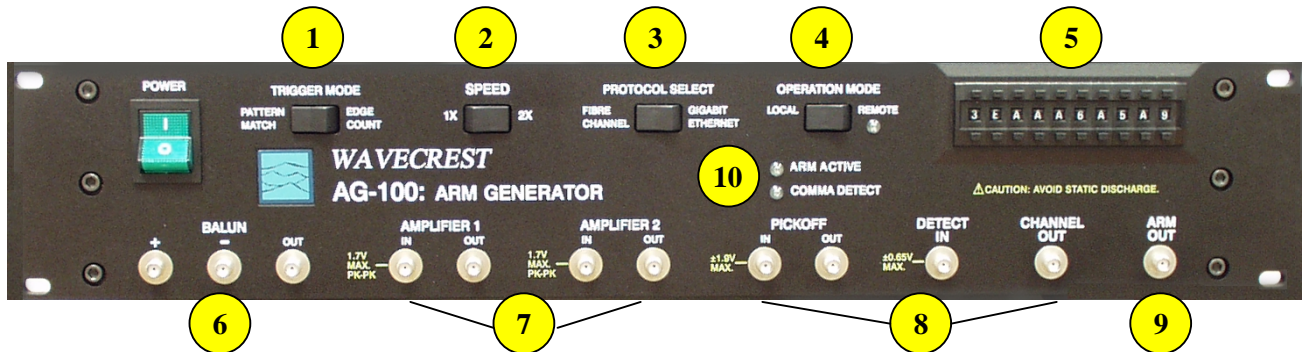 1 2 3 4 5
POWER
I
O
TRIGGER MODE
PATTERN MATCH
EDGE COUNT
SPEED
1X 2X
PROTOCOL SELECT
FIBRE CHANNEL
GIGABIT ETHERNET
OPERATION MODE
LOCAL REMOTE
3 E A A A 6 A 5 A 9
WAVECREST
AG-100: ARM GENERATOR
10
ARM ACTIVE
COMMA DETECT
⚠CAUTION: AVOID STATIC DISCHARGE.
BALUN
+ - OUT
AMPLIFIER 1
1.7V
MAX.
PK-PK
IN OUT
AMPLIFIER 2
1.7V
MAX.
PK-PK
IN OUT
PICKOFF
±1.9V
MAX.
IN OUT
DETECT
IN
±0.65V
MAX.
CHANNEL
OUT
ARM
OUT
6 7 8 9